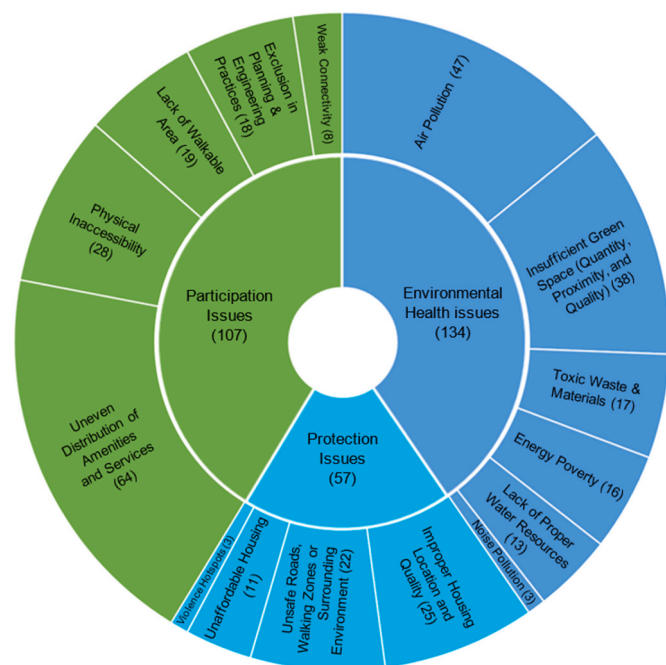 Weak Connectivity (8)
Exclusion in
Planning &
Engineering
Practices (18)
Lack of Walkable
Area (19)
Physical
Inaccessibility
(28)
Uneven
Distribution of
Amenities
and Services
(64)
Participation
Issues
(107)
Air Pollution (47)
Insufficient Green
Space (Quantity,
Proximity, and
Quality) (38)
Toxic Waste &
Materials (17)
Energy Poverty (16)
Lack of Proper
Water Resources
(13)
Noise Pollution (3)
Environmental
Health issues
(134)
Protection
Issues
(57)
Violence Hotspots (3)
Unaffordable Housing
(11)
Unsafe Roads,
Walking Zones or
Surrounding
Environment (22)
Improper Housing
Location and
Quality) (25)